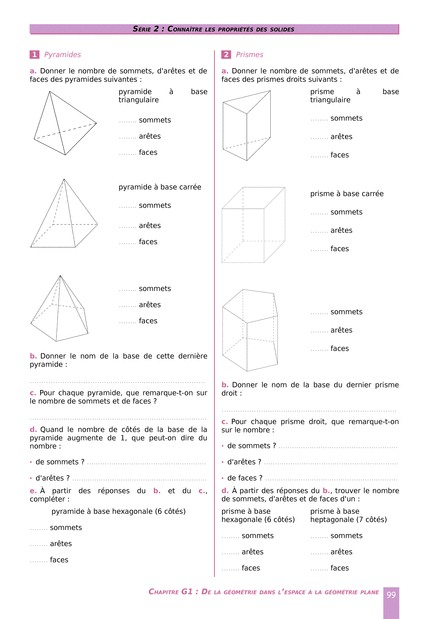 SÉRIE 2 : CONNAÎTRE LES PROPRIÉTÉS DES SOLIDES
1 Pyramides
a. Donner le nombre de sommets, d'arêtes et de
faces des pyramides suivantes :
pyramide à base
triangulaire
........ sommets
........ arêtes
........ faces
pyramide à base carrée
........ sommets
........ arêtes
........ faces
........ sommets
........ arêtes
........ faces
b. Donner le nom de la base de cette dernière
pyramide :
c. Pour chaque pyramide, que remarque-t-on sur
le nombre de sommets et de faces ?
d. Quand le nombre de côtés de la base de la
pyramide augmente de 1, que peut-on dire du
nombre :
• de sommets ?
• d'arêtes ?
e. À partir des réponses du b. et du c.,
compléter :
pyramide à base hexagonale (6 côtés)
........ sommets
........ arêtes
........ faces
2 Prismes
a. Donner le nombre de sommets, d'arêtes et de
faces des prismes droits suivants :
prisme à base
triangulaire
........ sommets
........ arêtes
........ faces
prisme à base carrée
........ sommets
........ arêtes
........ faces
........ sommets
........ arêtes
........ faces
b. Donner le nom de la base du dernier prisme
droit :
c. Pour chaque prisme droit, que remarque-t-on
sur le nombre :
• de sommets ?
• d'arêtes ?
• de faces ?
d. À partir des réponses du b., trouver le nombre
de sommets, d'arêtes et de faces d'un :
prisme à base
hexagonale (6 côtés)
........ sommets
........ arêtes
........ faces
prisme à base
heptagonale (7 côtés)
........ sommets
........ arêtes
........ faces
CHAPITRE G1 : DE LA GÉOMÉTRIE DANS L'ESPACE À LA GÉOMÉTRIE PLANE 99